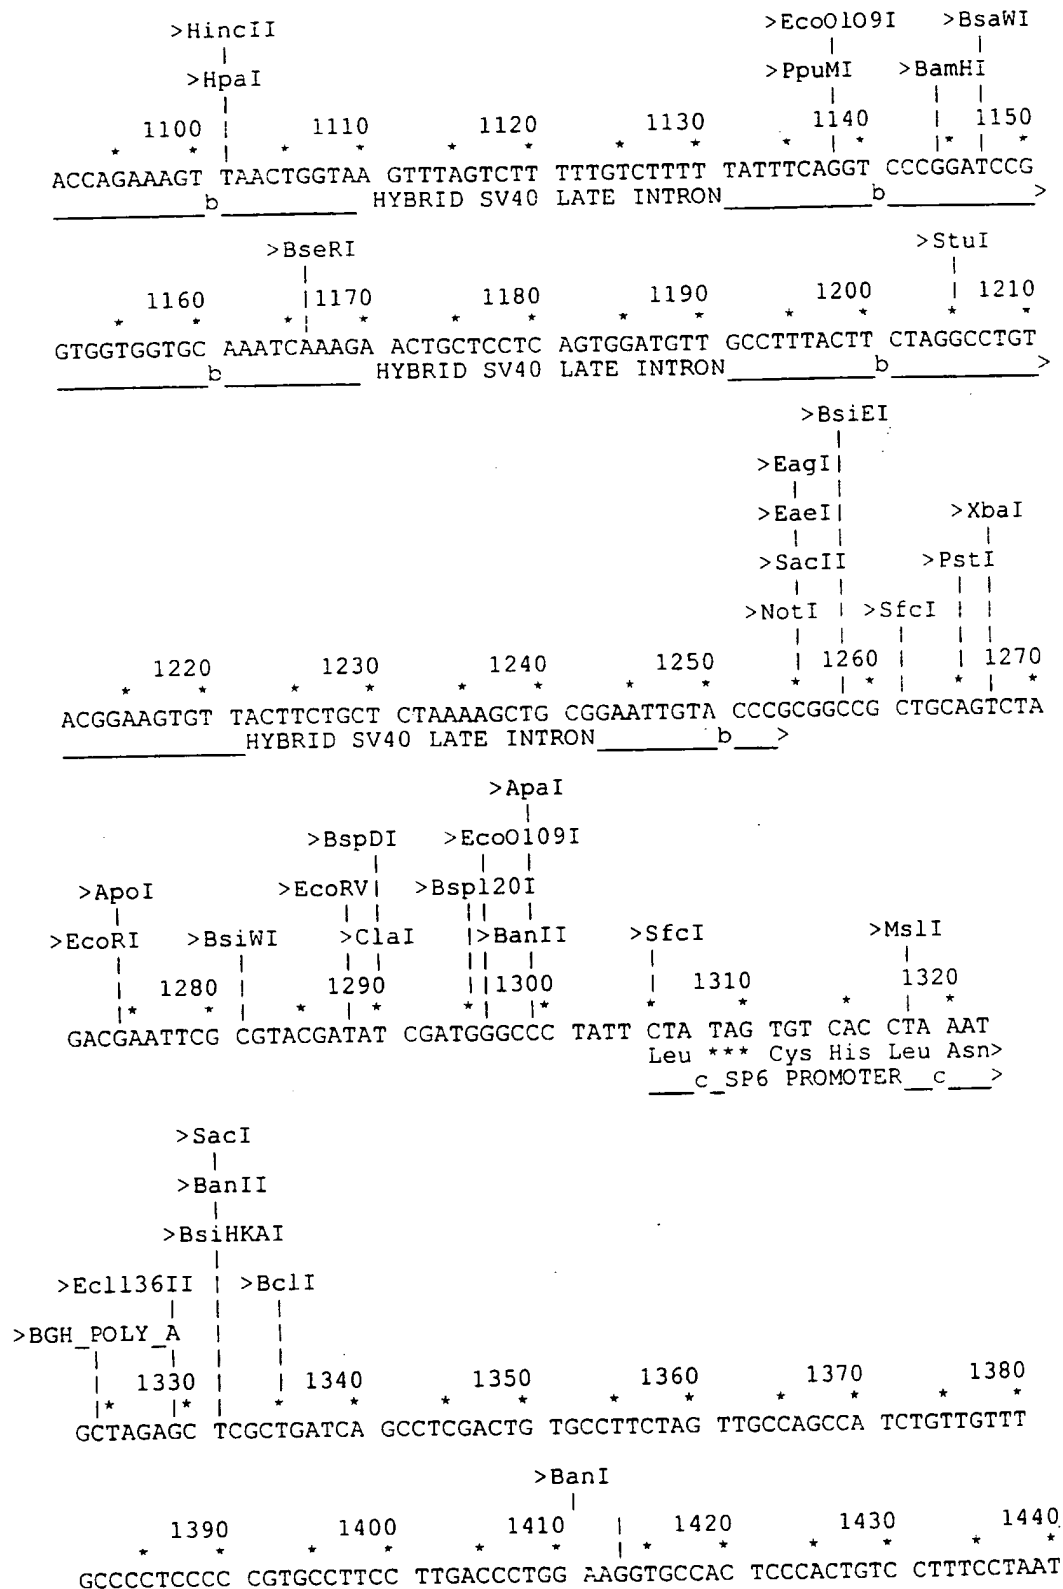 >HincII >EcoO109I >BsaWI
>HpaI >PpuMI >BamHI
1100 1110 1120 1130 1140 1150
* * * * * * * * * * * *
ACCAGAAAGT TAACTGGTAA GTTTAGTCTT TTTGTCTTTT TATTTCAGGT CCCGGATCCG
b HYBRID SV40 LATE INTRON b >
>BseRI >StuI
1160 1170 1180 1190 1200 1210
* * * * * * * * * * * *
GTGGTGGTGC AAATCAAAGA ACTGCTCCTC AGTGGATGTT GCCTTTACTT CTAGGCCTGT
b HYBRID SV40 LATE INTRON b >
>BsiEI
>EagI
>EaeI >XbaI
>SacII >PstI
>NotI >SfcI
1220 1230 1240 1250 1260 1270
* * * * * * * * * * * *
ACGGAAGTGT TACTTCTGCT CTAAAAGCTG CGGAATTGTA CCCGCGGCCG CTGCAGTCTA
HYBRID SV40 LATE INTRON b >
>ApaI
>BspDI >EcoO109I
>ApoI >EcoRV >Bsp120I
>EcoRI >BsiWI >ClaI >BanII >SfcI >MslI
1280 1290 1300 1310 1320
* * * * * * * * * *
GACGAATTCG CGTACGATAT CGATGGGCCC TATT CTA TAG TGT CAC CTA AAT
Leu *** Cys His Leu Asn>
c_SP6 PROMOTER__c >
>SacI
>BanII
>BsiHKAI
>Ecl136II >BclI
>BGH_POLY_A
1330 1340 1350 1360 1370 1380
* * * * * * * * * * * *
GCTAGAGC TCGCTGATCA GCCTCGACTG TGCCTTCTAG TTGCCAGCCA TCTGTTGTTT
>BanI
1390 1400 1410 1420 1430 1440
* * * * * * * * * * * *
GCCCCTCCCC CGTGCCTTCC TTGACCCTGG AAGGTGCCAC TCCCACTGTC CTTTCCTAAT